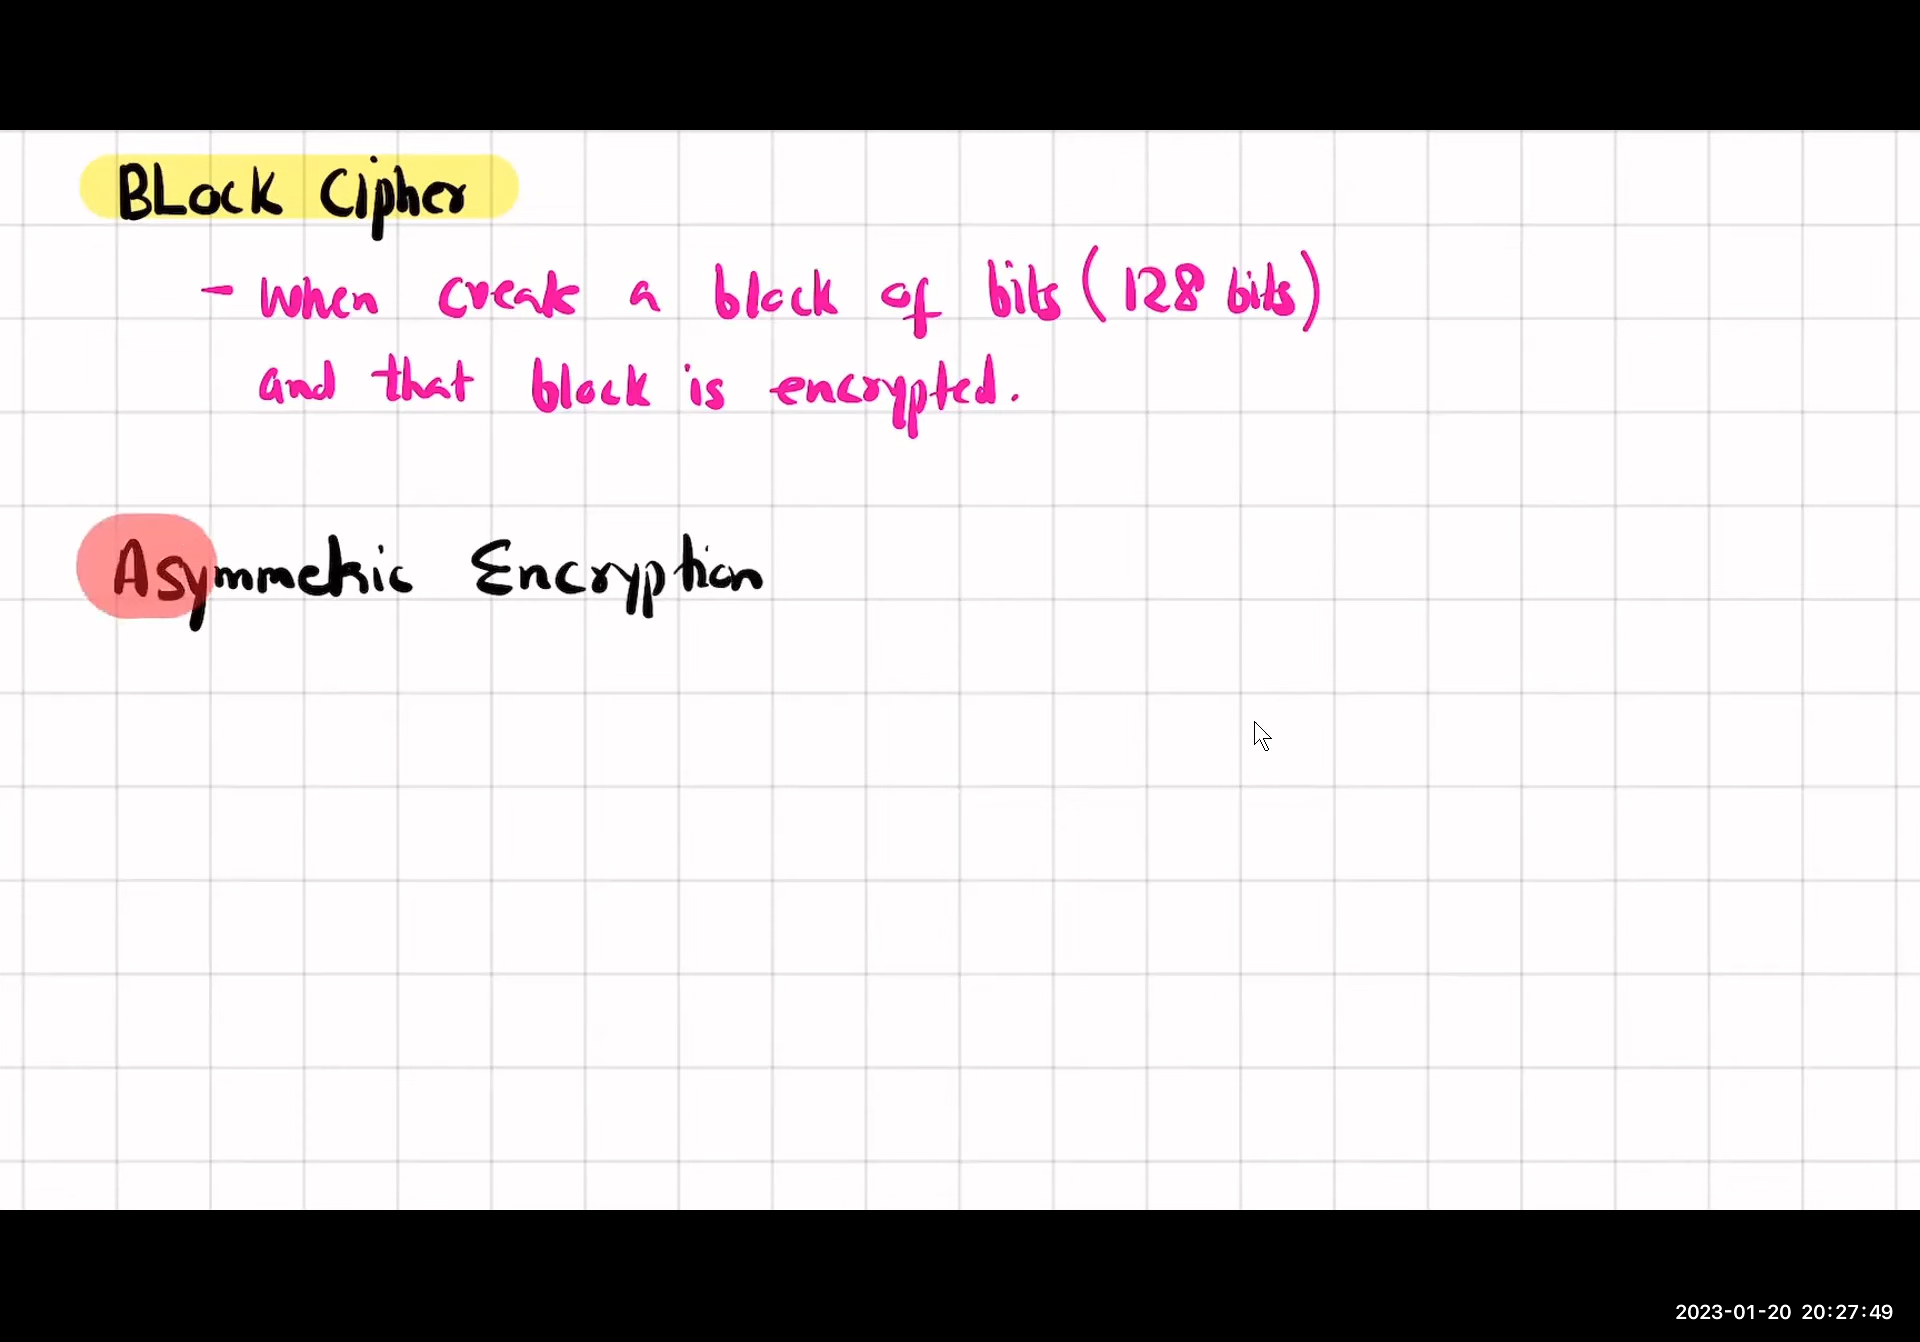 BLock Cipher
- When create a block of bits (128 bits)
and that block is encrypted.
Asymmetric Encryption
2023-01-20 20:27:49